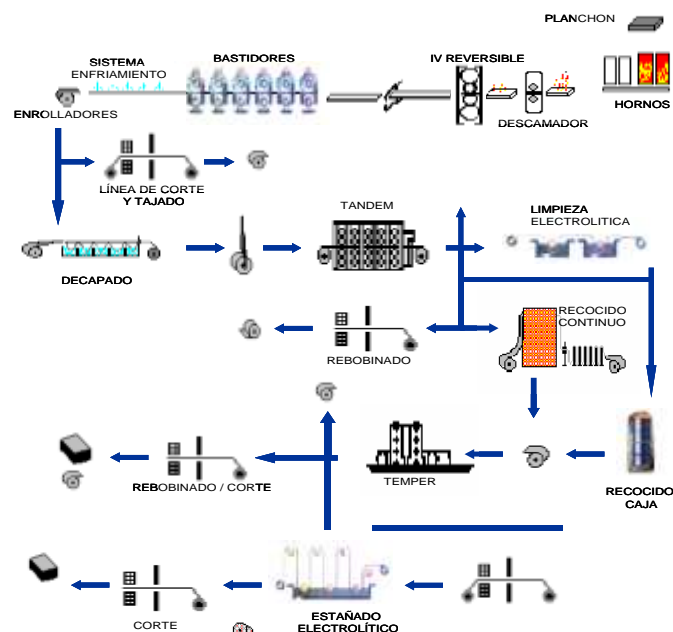 PLANCHON
SISTEMA
ENFRIAMIENTO
BASTIDORES
IV REVERSIBLE
ENROLLADORES
HORNOS
DESCAMADOR
LÍNEA DE CORTE
Y TAJADO
TANDEM
LIMPIEZA
ELECTROLITICA
DECAPADO
RECOCIDO
CONTINUO
REBOBINADO
TEMPER
REBOBINADO / CORTE
RECOCIDO
CAJA
CORTE
ESTAÑADO
ELECTROLÍTICO